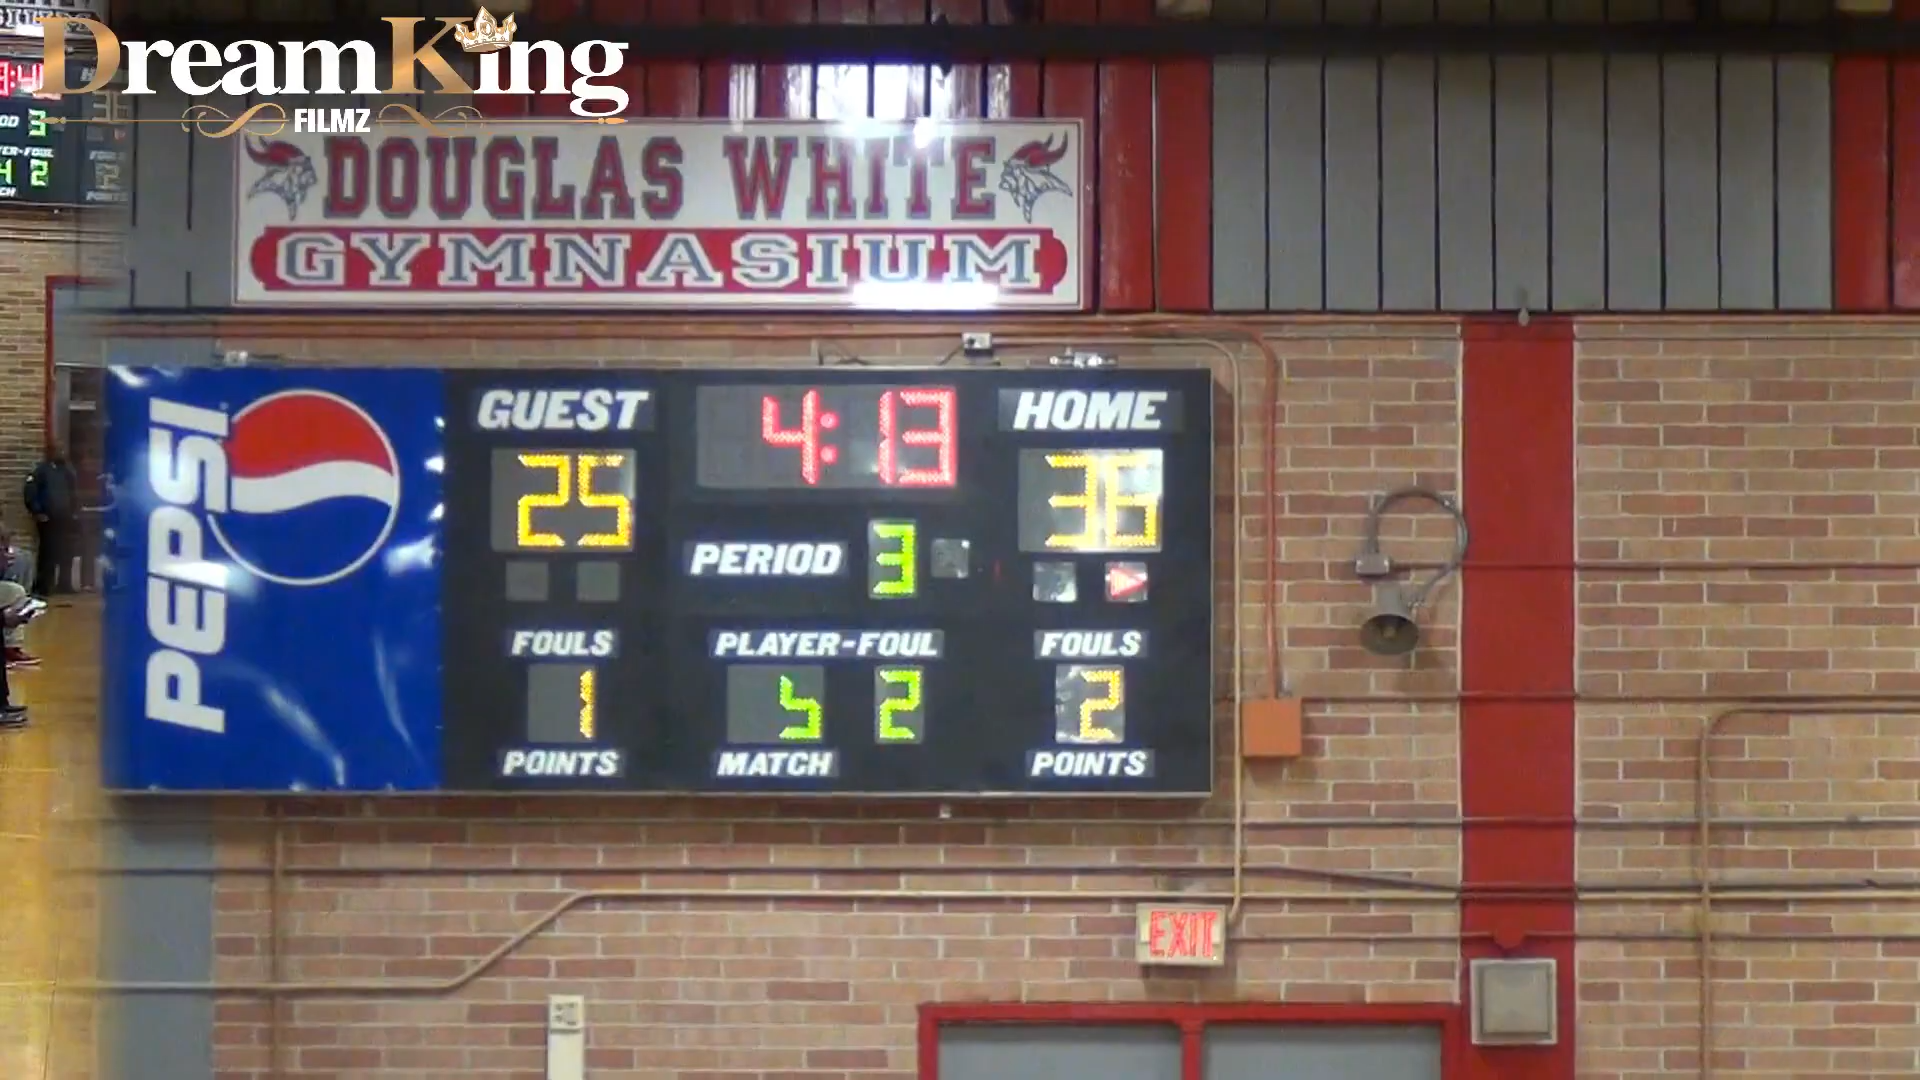 DreamKing
FILMZ
DOUGLAS WHITE
GYMNASIUM
PEPSI
GUEST 4:13 HOME
25 36
PERIOD 3
FOULS PLAYER-FOUL FOULS
1 2 2
POINTS MATCH POINTS
EXIT